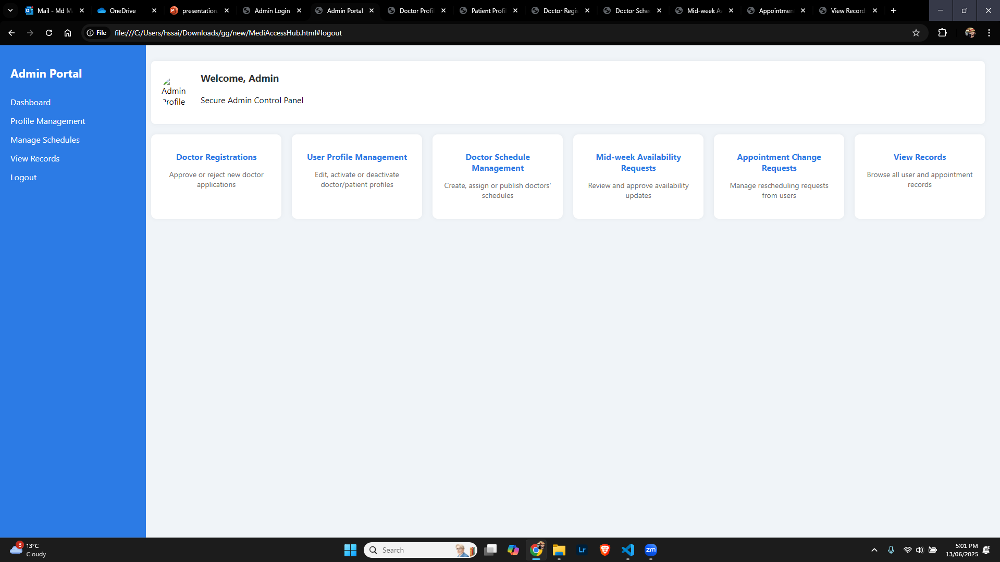 Mail - Md M
OneDrive
presentation
Admin Login
Admin Portal
Doctor Profil
Patient Profil
Doctor Regis
Doctor Sche
Mid-week A
Appointmen
View Record
File
file:///C:/Users/hssai/Downloads/gg/new/MediAccessHub.html#logout
Admin Portal
Dashboard
Profile Management
Manage Schedules
View Records
Logout
Admin
Profile
Welcome, Admin
Secure Admin Control Panel
Doctor Registrations
Approve or reject new doctor
applications
User Profile Management
Edit, activate or deactivate
doctor/patient profiles
Doctor Schedule
Management
Create, assign or publish doctors'
schedules
Mid-week Availability
Requests
Review and approve availability
updates
Appointment Change
Requests
Manage rescheduling requests
from users
View Records
Browse all user and appointment
records
3
13°C
Cloudy
Search
Lr
zm
5:01 PM
13/06/2025